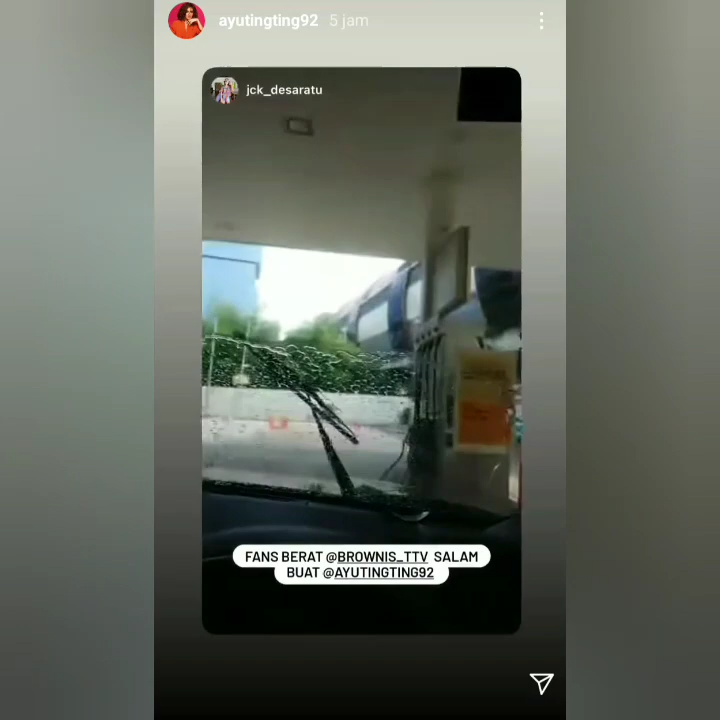 ayutingting92 5 jam
jck_desaratu
FANS BERAT @BROWNIS_TTV SALAM
BUAT @AYUTINGTING92